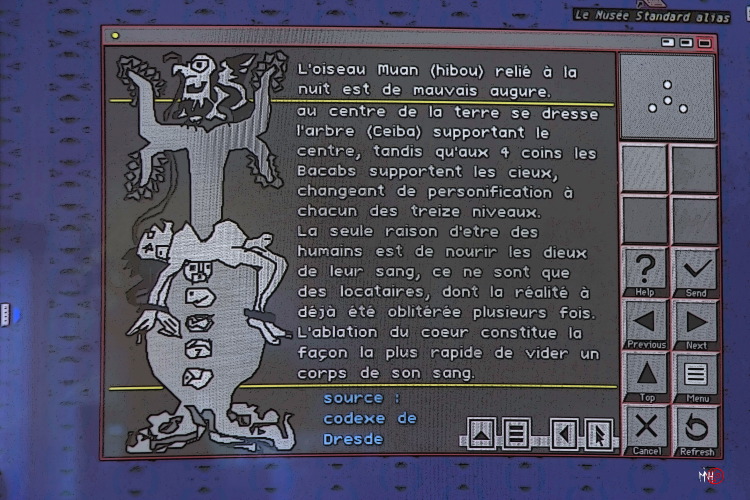 Le Musée Standard alias
L'oiseau Muan (hibou) relié à la
nuit est de mauvais augure.
au centre de la terre se dresse
l'arbre (Ceiba) supportant le
centre, tandis qu'aux 4 coins les
Bacabs supportent les cieux,
changeant de personification à
chacun des treize niveaux.
La seule raison d'etre des
humains est de nourir les dieux
de leur sang, ce ne sont que
des locataires, dont la réalité à
déjà été oblitérée plusieurs fois.
L'ablation du coeur constitue la
façon la plus rapide de vider un
corps de son sang.
source :
codexe de
Dresde
Help
Send
Previous
Next
Top
Menu
Cancel
Refresh